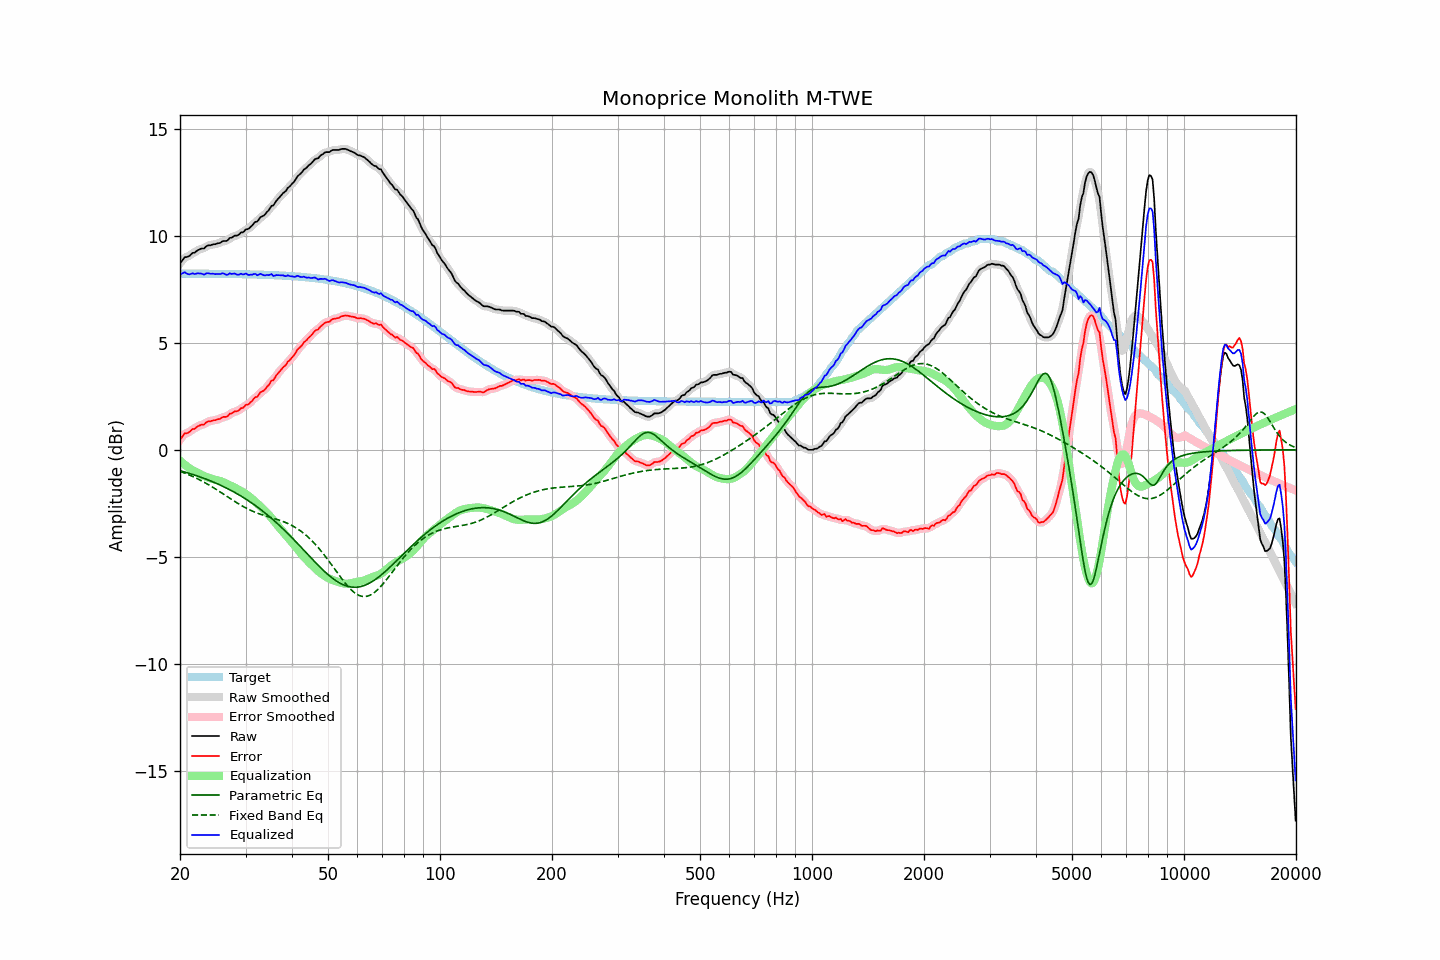 Monoprice Monolith M-TWE
15
10
5
0
−5
−10
−15
Amplitude (dBr)
Target
Raw Smoothed
Error Smoothed
Raw
Error
Equalization
Parametric Eq
Fixed Band Eq
Equalized
20 50 100 200 500 1000 2000 5000 10000 20000
Frequency (Hz)